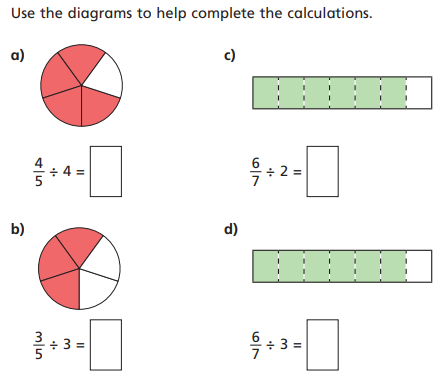 Use the diagrams to help complete the calculations.
a)
4/5 ÷ 4 =
b)
3/5 ÷ 3 =
c)
6/7 ÷ 2 =
d)
6/7 ÷ 3 =